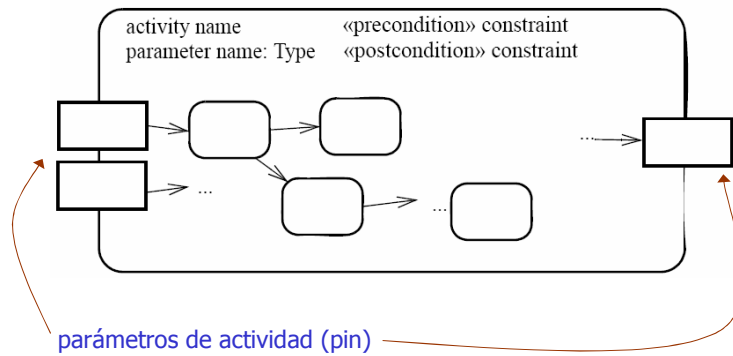 activity name «precondition» constraint
parameter name: Type «postcondition» constraint
...
...
...
parámetros de actividad (pin)